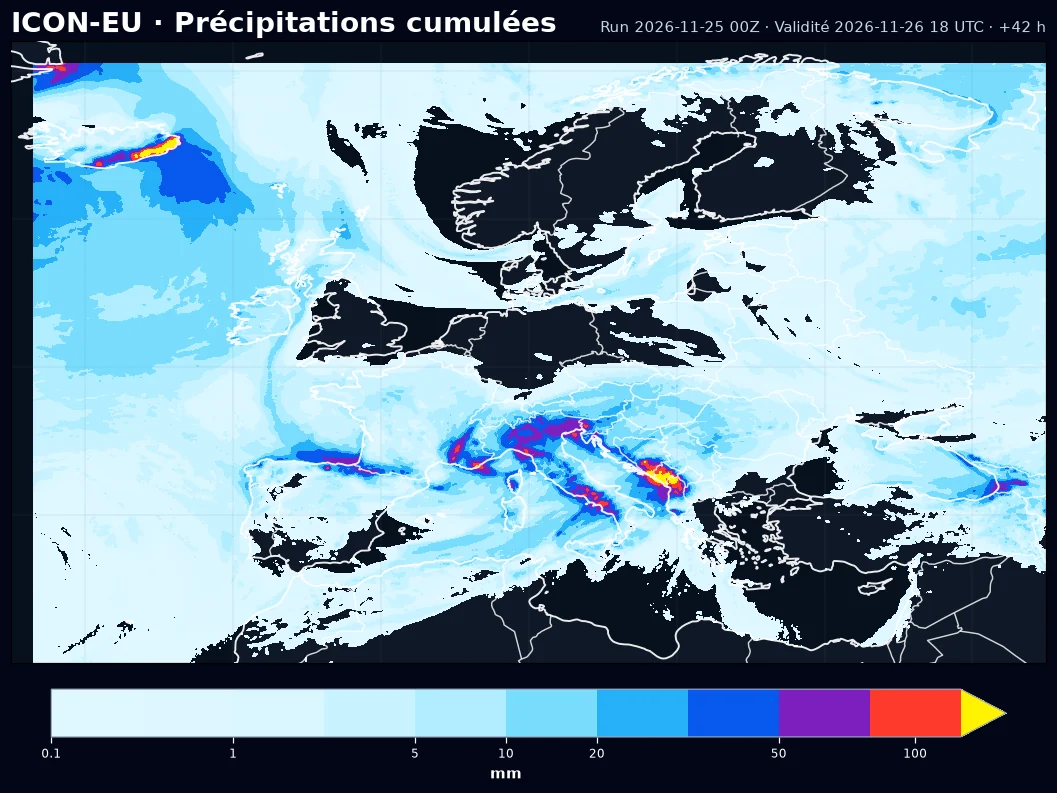 ICON-EU · Précipitations cumulées
Run 2026-11-25 00Z · Validité 2026-11-26 18 UTC · +42 h
0.1 1 5 10 20 50 100
mm